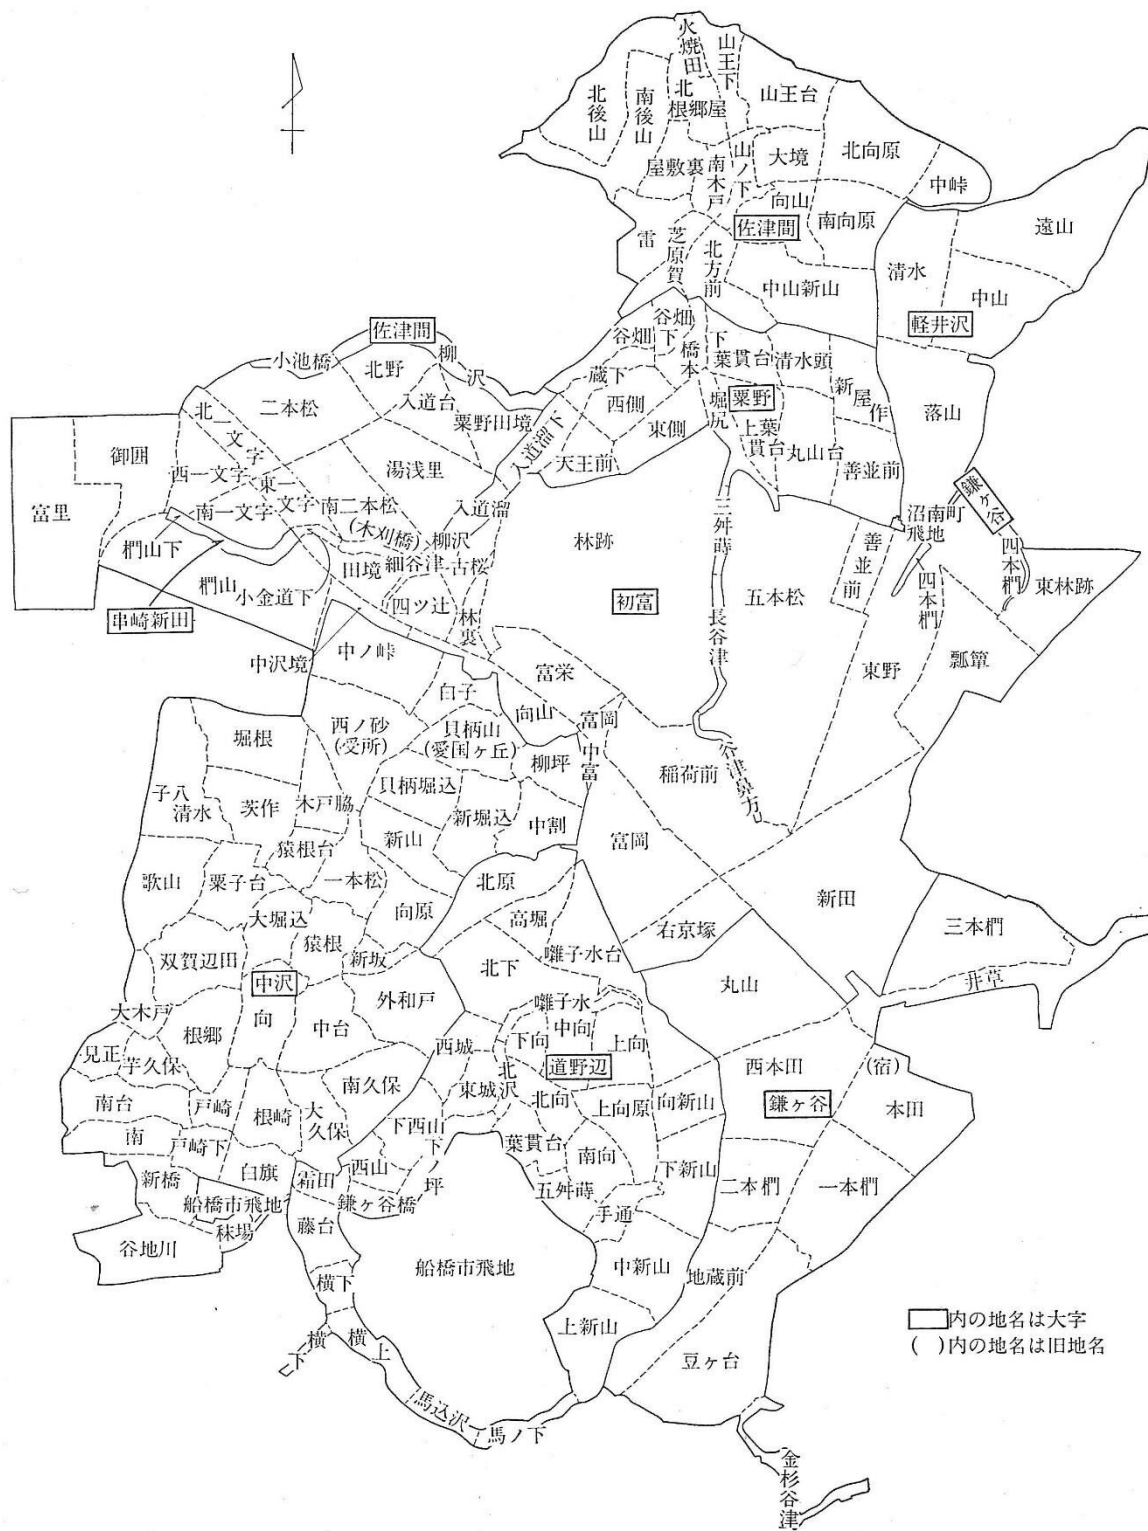 火焼田
山王下
山王台
北後山
南後山
北根郷屋
屋敷裏
南木戸
山ノ下
大境
北向原
中峠
向山
佐津間
南向原
雷
芝原賀
北方前
中山新山
遠山
清水
中山
軽井沢
落山
佐津間
小池橋
北野
柳沢
二本松
入道台
粟野田境
入道溜下
谷畑
谷畑下
橋本
蔵下
西側
東側
天王前
下葉貫台
清水頭
粟野
堀尻
上葉貫台
丸山台
新屋作
善並前
富里
御囲
北一文字
西一文字
東一文字
南一文字
湯浅里
南二本松
(木刈橋)
入道溜
柳沢
椚山下
椚山
小金道下
串崎新田
田境
細谷津
古桜
四ツ辻
林裏
林跡
初富
三舛蒔
長谷津
谷津鼻方
五本松
善並前
沼南町飛地
鎌ヶ谷
四本椚
四本椚
東林跡
東野
瓢箪
中沢境
中ノ峠
白子
富栄
向山
富岡
中富
稲荷前
堀根
西ノ砂
(受所)
貝柄山
(愛国ヶ丘)
柳坪
子八清水
茨作
木戸脇
貝柄堀込
新堀込
中割
新山
富岡
猿根台
歌山
粟子台
一本松
北原
大堀込
向原
高堀
新田
三本椚
井草
右京塚
囃子水台
双賀辺田
猿根
新坂
北下
中沢
丸山
外和戸
大木戸
根郷
向
中台
囃子水
下向
中向
上向
道野辺
西城
北沢
東城
見正
芋久保
南久保
西本田
(宿)
鎌ヶ谷
本田
南台
戸崎
根崎
大久保
北向
上向原
向新山
南
戸崎下
下西山
下ノ坪
葉貫台
南向
下新山
新橋
白旗
霜田
西山
五舛蒔
二本椚
一本椚
船橋市飛地
鎌ヶ谷橋
手通
秣場
藤台
谷地川
船橋市飛地
中新山
地蔵前
横下
上新山
横上
横下
豆ヶ台
馬込沢
馬ノ下
金杉谷津
□内の地名は大字
( )内の地名は旧地名